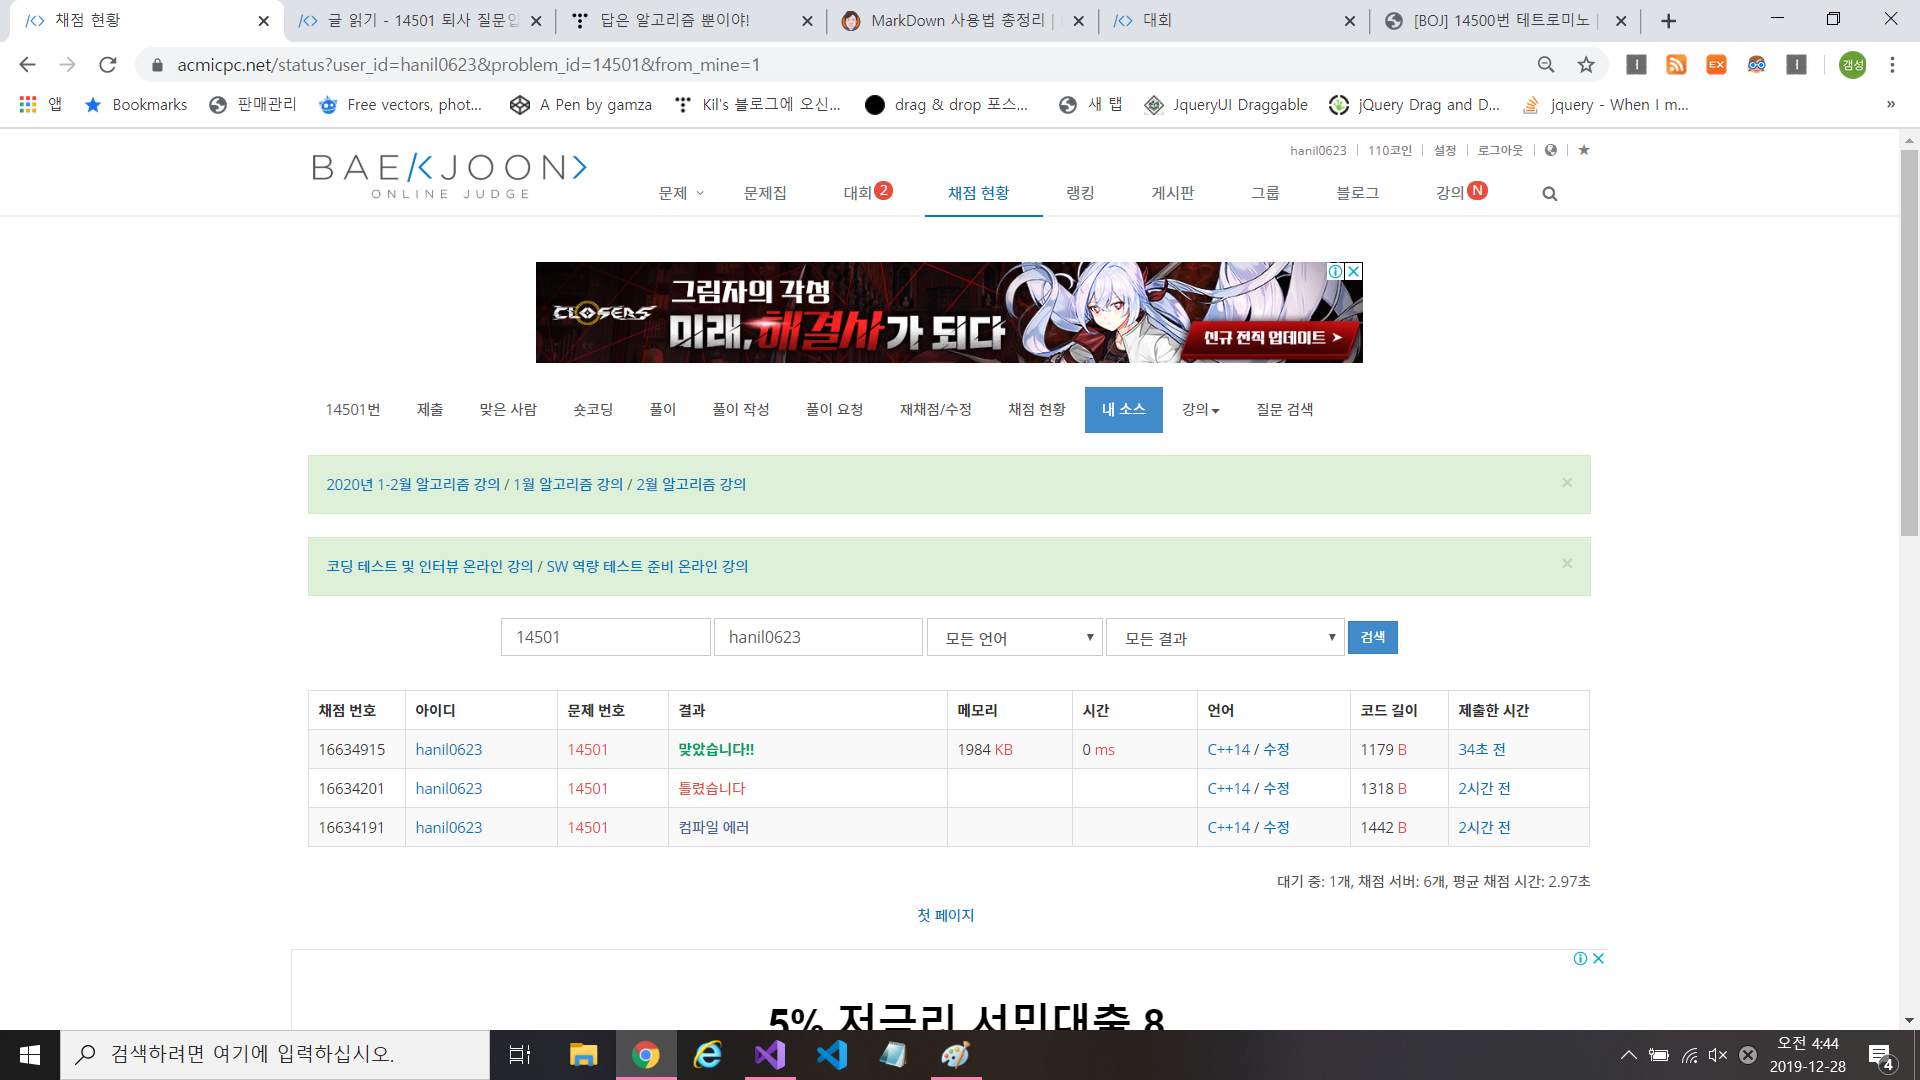 채점 현황
글 읽기 - 14501 퇴사 질문입
답은 알고리즘 뿐이야!
MarkDown 사용법 총정리 |
대회
[BOJ] 14500번 테트로미노 |
acmicpc.net/status?user_id=hanil0623&problem_id=14501&from_mine=1
갬성
앱
Bookmarks
판매관리
Free vectors, phot...
A Pen by gamza
Kil's 블로그에 오신...
drag & drop 포스...
새 탭
JqueryUI Draggable
jQuery Drag and D...
jquery - When I m...
»
hanil0623 | 110코인 | 설정 | 로그아웃
BAEKJOON>
ONLINE JUDGE
문제 문제집 대회 2 채점 현황 랭킹 게시판 그룹 블로그 강의 N
CLOSERS
그림자의 각성
미래, 해결사가 되다
신규 전직 업데이트 >
14501번 제출 맞은 사람 숏코딩 풀이 풀이 작성 풀이 요청 재채점/수정 채점 현황 내 소스 강의 질문 검색
2020년 1-2월 알고리즘 강의 / 1월 알고리즘 강의 / 2월 알고리즘 강의 ×
코딩 테스트 및 인터뷰 온라인 강의 / SW 역량 테스트 준비 온라인 강의 ×
14501 hanil0623 모든 언어 모든 결과 검색
채점 번호 아이디 문제 번호 결과 메모리 시간 언어 코드 길이 제출한 시간
16634915 hanil0623 14501 맞았습니다!! 1984 KB 0 ms C++14 / 수정 1179 B 34초 전
16634201 hanil0623 14501 틀렸습니다 C++14 / 수정 1318 B 2시간 전
16634191 hanil0623 14501 컴파일 에러 C++14 / 수정 1442 B 2시간 전
대기 중: 1개, 채점 서버: 6개, 평균 채점 시간: 2.97초
첫 페이지
5% 저금리 서민대출 8
검색하려면 여기에 입력하십시오.
오전 4:44
2019-12-28
4